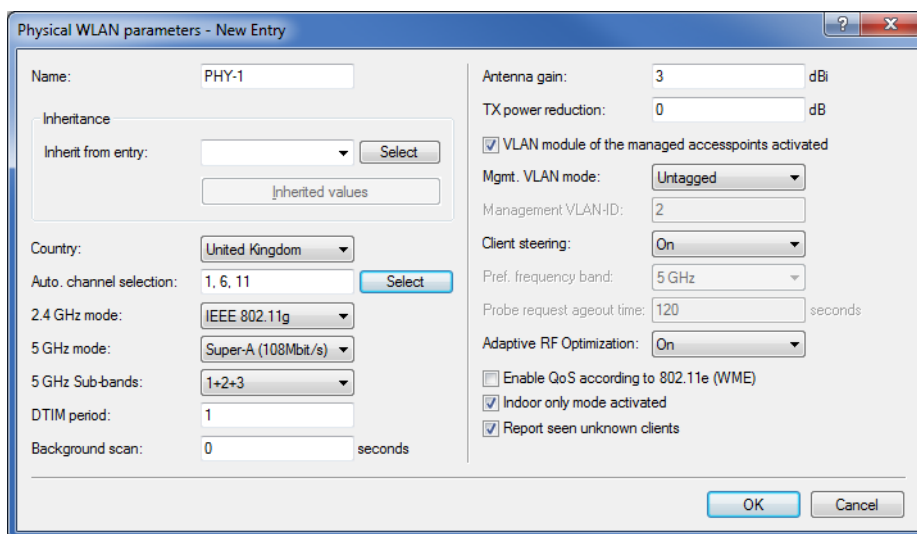 Physical WLAN parameters - New Entry
?
X
Name: PHY-1
Inheritance
Inherit from entry: Select
Inherited values
Country: United Kingdom
Auto. channel selection: 1, 6, 11 Select
2.4 GHz mode: IEEE 802.11g
5 GHz mode: Super-A (108Mbit/s)
5 GHz Sub-bands: 1+2+3
DTIM period: 1
Background scan: 0 seconds
Antenna gain: 3 dBi
TX power reduction: 0 dB
VLAN module of the managed accesspoints activated
Mgmt. VLAN mode: Untagged
Management VLAN-ID: 2
Client steering: On
Pref. frequency band: 5 GHz
Probe request ageout time: 120 seconds
Adaptive RF Optimization: On
Enable QoS according to 802.11e (WME)
Indoor only mode activated
Report seen unknown clients
OK Cancel